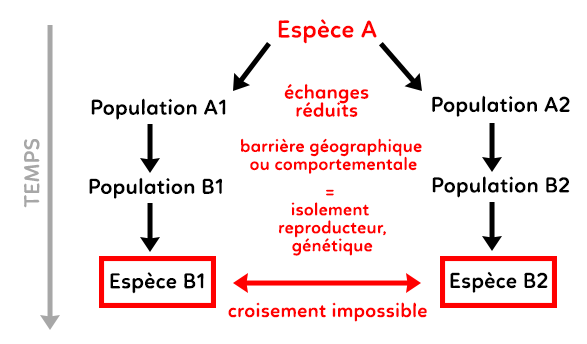 Espèce A
échanges
réduits
Population A1
Population A2
barrière géographique
ou comportementale
=
isolement
reproducteur,
génétique
Population B1
Population B2
TEMPS
Espèce B1
Espèce B2
croisement impossible